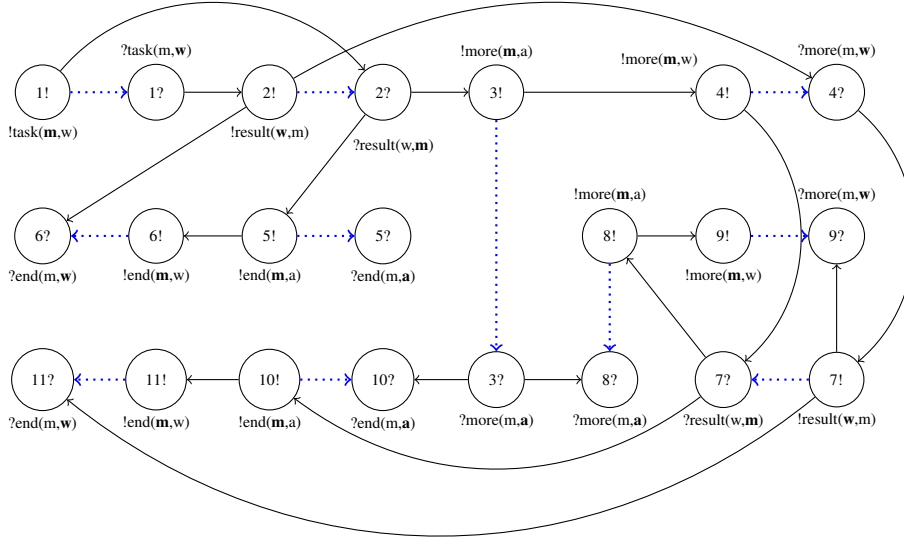 ?task(m,w)
!more(m,a)
!more(m,w)
?more(m,w)
1!
1?
2!
2?
3!
4!
4?
!task(m,w)
!result(w,m)
?result(w,m)
!more(m,a)
?more(m,w)
6?
6!
5!
5?
8!
9!
9?
?end(m,w)
!end(m,w)
!end(m,a)
?end(m,a)
!more(m,w)
11?
11!
10!
10?
3?
8?
7?
7!
?end(m,w)
!end(m,w)
!end(m,a)
?end(m,a)
?more(m,a)
?more(m,a)
?result(w,m)
!result(w,m)